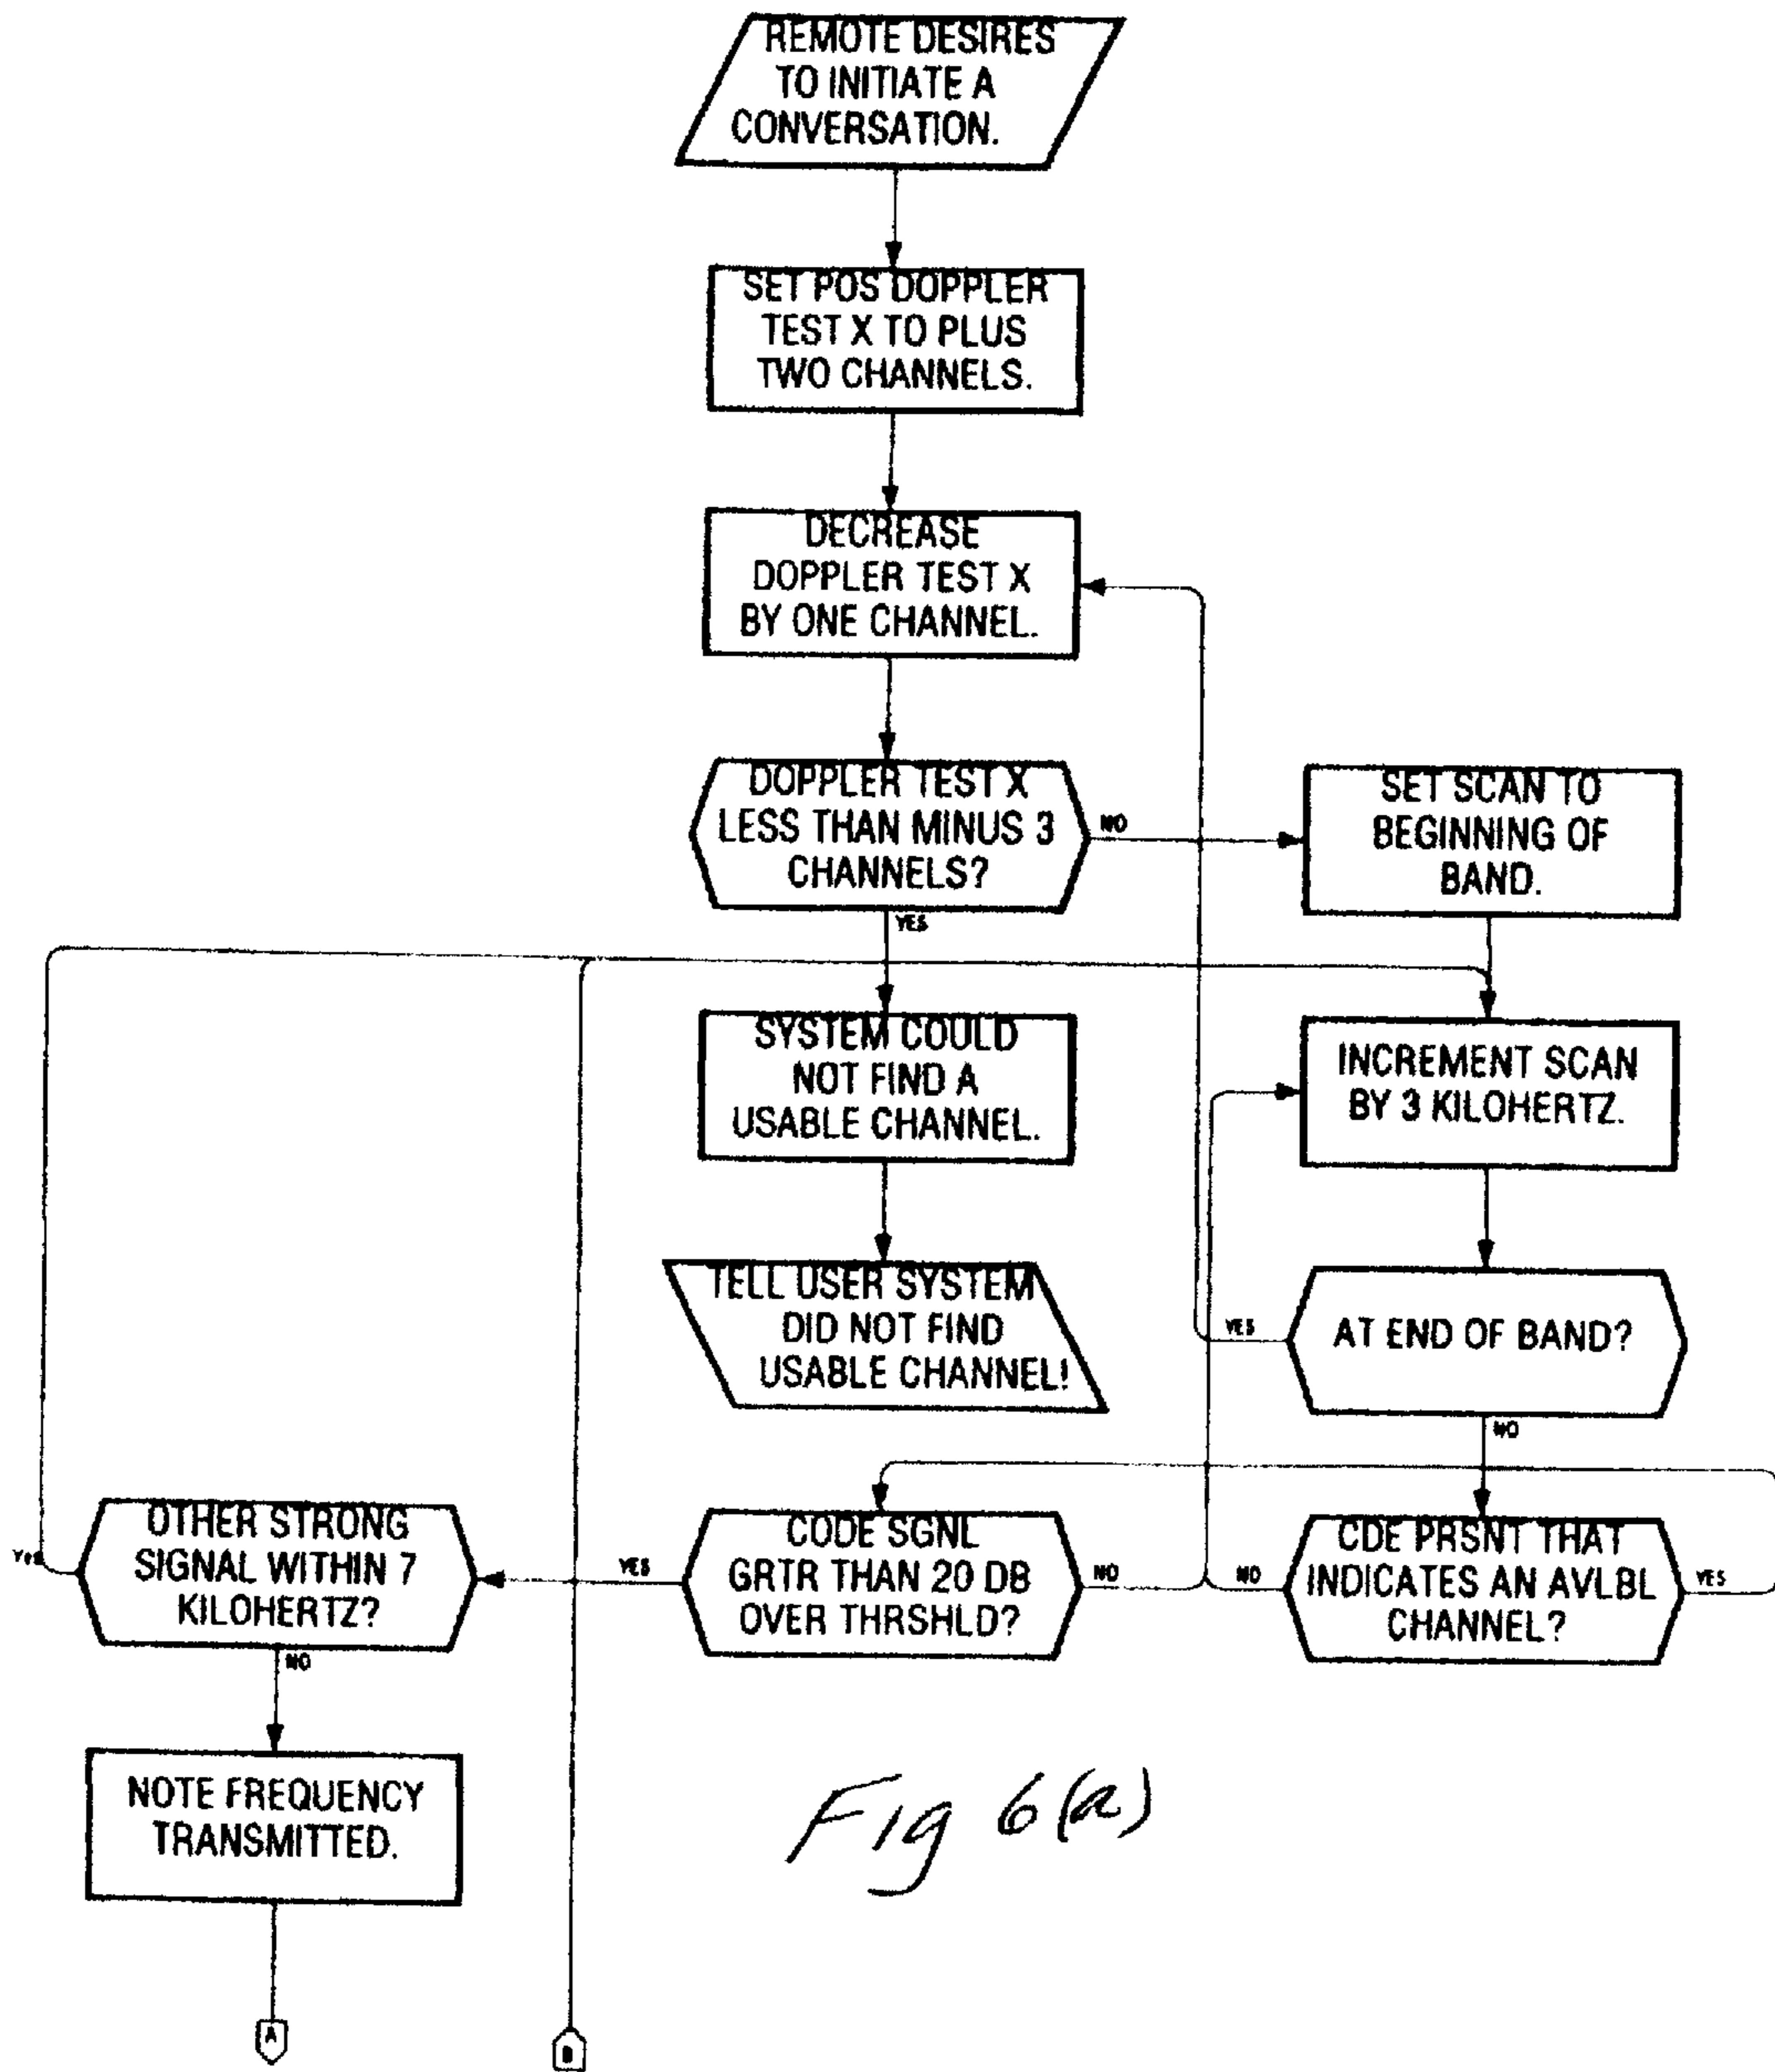 REMOTE DESIRES
TO INITIATE A
CONVERSATION.
SET POS DOPPLER
TEST X TO PLUS
TWO CHANNELS.
DECREASE
DOPPLER TEST X
BY ONE CHANNEL.
DOPPLER TEST X
LESS THAN MINUS 3
CHANNELS?
NO
YES
SET SCAN TO
BEGINNING OF
BAND.
SYSTEM COULD
NOT FIND A
USABLE CHANNEL.
INCREMENT SCAN
BY 3 KILOHERTZ.
TELL USER SYSTEM
DID NOT FIND
USABLE CHANNEL!
YES
AT END OF BAND?
NO
YES
OTHER STRONG
SIGNAL WITHIN 7
KILOHERTZ?
NO
YES
CODE SGNL
GRTR THAN 20 DB
OVER THRSHLD?
NO
NO
CDE PRSNT THAT
INDICATES AN AVLBL
CHANNEL?
YES
NOTE FREQUENCY
TRANSMITTED.
Fig 6(a)
A
B